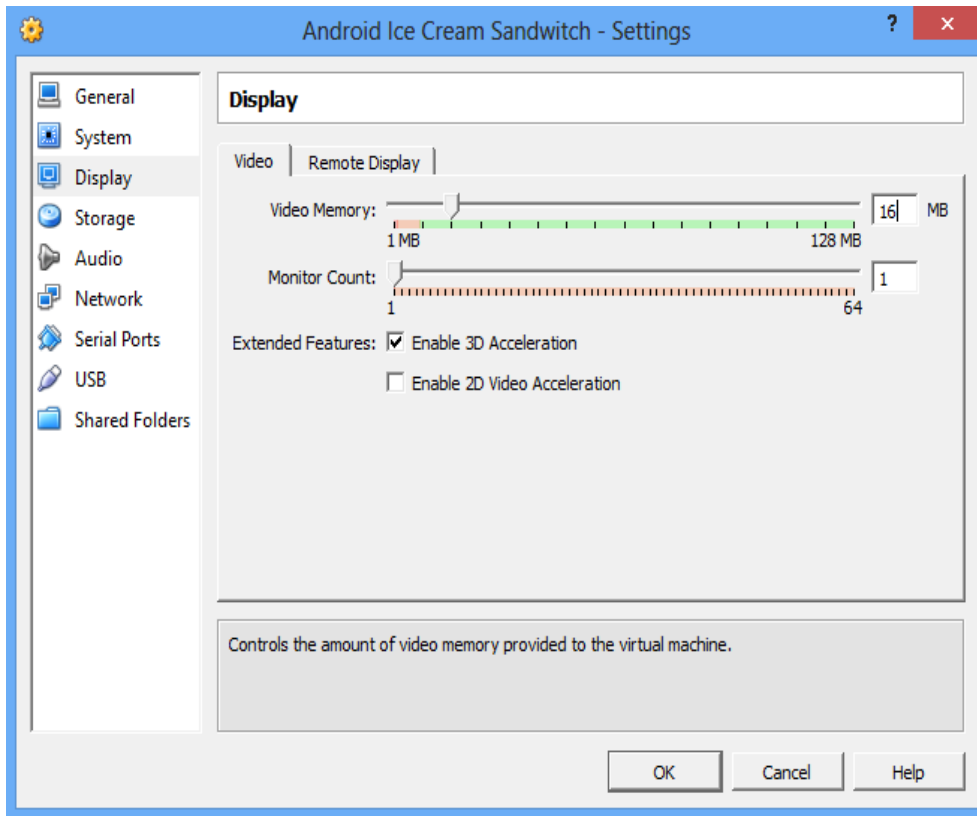 Android Ice Cream Sandwitch - Settings
?
×
General
System
Display
Storage
Audio
Network
Serial Ports
USB
Shared Folders
Display
Video
Remote Display
Video Memory:
16
MB
1 MB
128 MB
Monitor Count:
1
1
64
Extended Features:
Enable 3D Acceleration
Enable 2D Video Acceleration
Controls the amount of video memory provided to the virtual machine.
OK
Cancel
Help